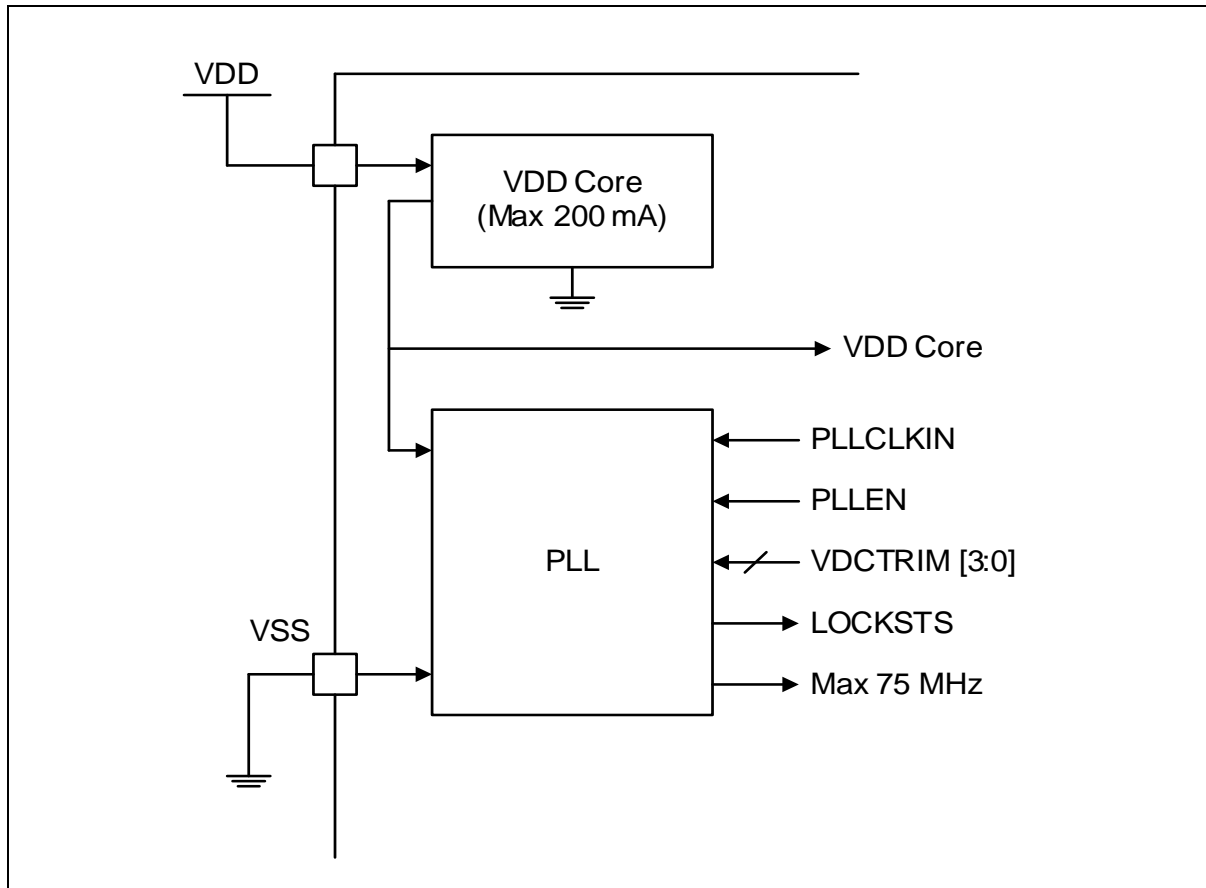 VDD
VDD Core
(Max 200 mA)
VDD Core
PLLCLKIN
PLLEN
PLL
VDCTRIM [3:0]
LOCKSTS
VSS
Max 75 MHz